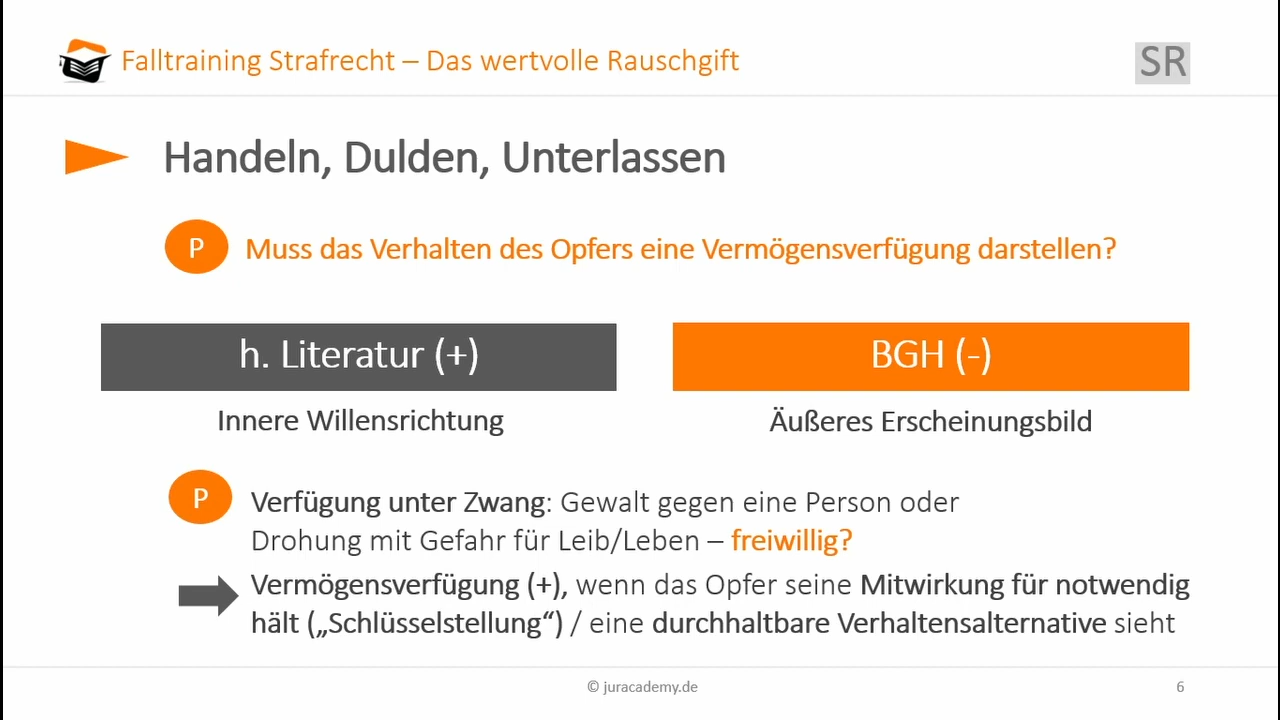 Falltraining Strafrecht – Das wertvolle Rauschgift
SR
Handeln, Dulden, Unterlassen
P
Muss das Verhalten des Opfers eine Vermögensverfügung darstellen?
h. Literatur (+)
BGH (-)
Innere Willensrichtung
Äußeres Erscheinungsbild
P
Verfügung unter Zwang: Gewalt gegen eine Person oder
Drohung mit Gefahr für Leib/Leben – freiwillig?
Vermögensverfügung (+), wenn das Opfer seine Mitwirkung für notwendig
hält („Schlüsselstellung“) / eine durchhaltbare Verhaltensalternative sieht
© juracademy.de
6